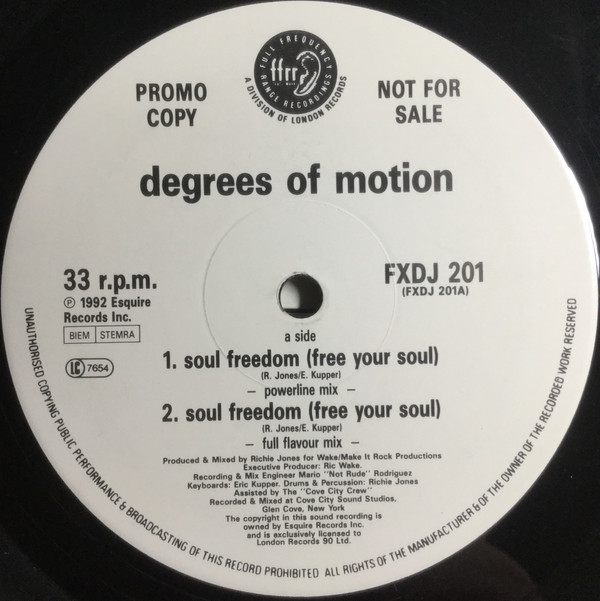 FULL FREQUENCY
RANGE RECORDINGS
ffrr
A DIVISION OF LONDON RECORDS
PROMO
COPY
NOT FOR
SALE
degrees of motion
33 r.p.m.
℗ 1992 Esquire
Records Inc.
BIEM STEMRA
LC 7654
FXDJ 201
(FXDJ 201A)
a side
1. soul freedom (free your soul)
(R. Jones/E. Kupper)
– powerline mix –
2. soul freedom (free your soul)
(R. Jones/E. Kupper)
– full flavour mix –
Produced & Mixed by Richie Jones for Wake/Make It Rock Productions
Executive Producer: Ric Wake.
Recording & Mix Engineer Mario "Not Rude" Rodriguez
Keyboards: Eric Kupper. Drums & Percussion: Richie Jones
Assisted by The "Cove City Crew"
Recorded & Mixed at Cove City Sound Studios,
Glen Cove, New York
The copyright in this sound recording is
owned by Esquire Records Inc.
and is exclusively licensed to
London Records 90 Ltd.
UNAUTHORISED COPYING PUBLIC PERFORMANCE & BROADCASTING OF THIS RECORD PROHIBITED ALL RIGHTS OF THE MANUFACTURER & OF THE OWNER OF THE RECORDED WORK RESERVED